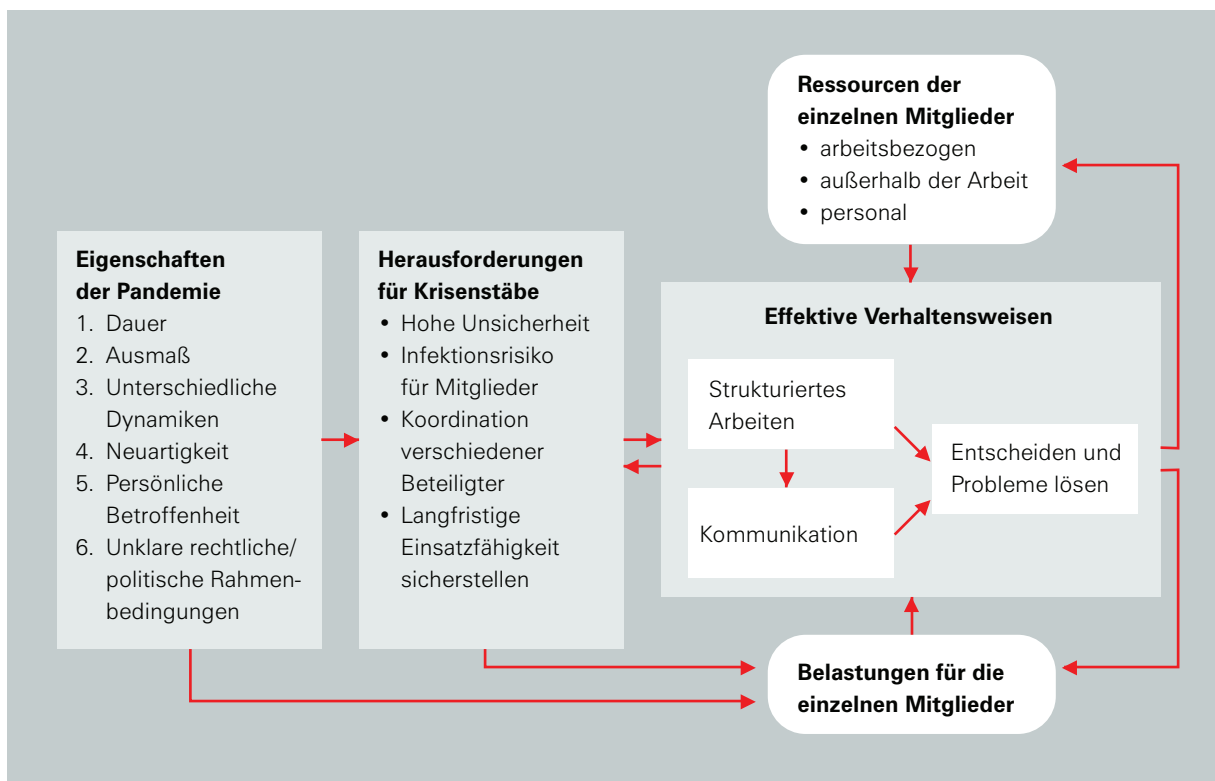 Ressourcen der
einzelnen Mitglieder
• arbeitsbezogen
• außerhalb der Arbeit
• personal
Eigenschaften
der Pandemie
1. Dauer
2. Ausmaß
3. Unterschiedliche
Dynamiken
4. Neuartigkeit
5. Persönliche
Betroffenheit
6. Unklare rechtliche/
politische Rahmen-
bedingungen
Herausforderungen
für Krisenstäbe
• Hohe Unsicherheit
• Infektionsrisiko
für Mitglieder
• Koordination
verschiedener
Beteiligter
• Langfristige
Einsatzfähigkeit
sicherstellen
Effektive Verhaltensweisen
Strukturiertes
Arbeiten
Kommunikation
Entscheiden und
Probleme lösen
Belastungen für die
einzelnen Mitglieder